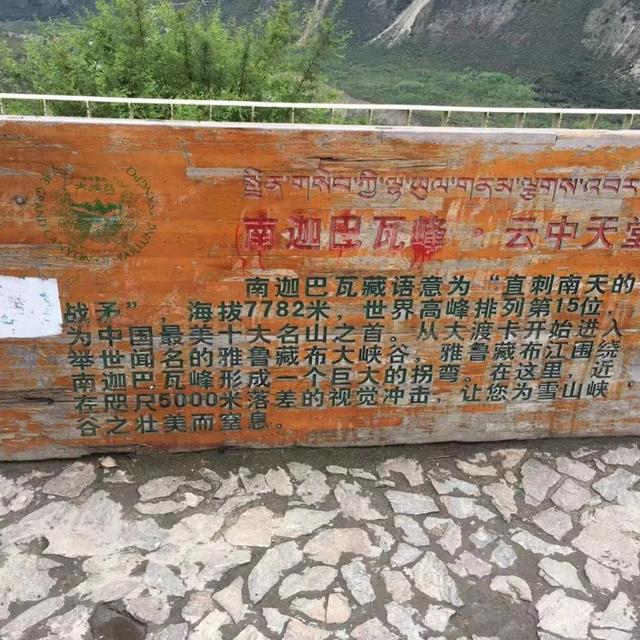 大峡谷
南迦巴瓦峰·云中天堂
南迦巴瓦藏语意为“直刺南天的
战矛”，海拔7782米，世界高峰排列第15位，
为中国最美十大名山之首。从大渡卡开始进入
举世闻名的雅鲁藏布大峡谷，雅鲁藏布江围绕
南迦巴瓦峰形成一个巨大的拐弯。在这里，近
在咫尺5000米落差的视觉冲击，让您为雪山峡
谷之壮美而窒息。